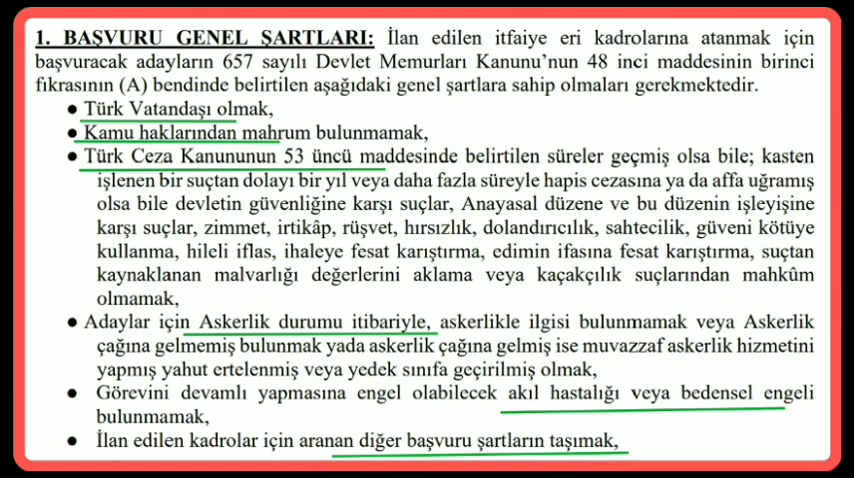 1. BAŞVURU GENEL ŞARTLARI: İlan edilen itfaiye eri kadrolarına atanmak için
başvuracak adayların 657 sayılı Devlet Memurları Kanunu’nun 48 inci maddesinin birinci
fıkrasının (A) bendinde belirtilen aşağıdaki genel şartlara sahip olmaları gerekmektedir.
● Türk Vatandaşı olmak,
● Kamu haklarından mahrum bulunmamak,
● Türk Ceza Kanununun 53 üncü maddesinde belirtilen süreler geçmiş olsa bile; kasten
işlenen bir suçtan dolayı bir yıl veya daha fazla süreyle hapis cezasına ya da affa uğramış
olsa bile devletin güvenliğine karşı suçlar, Anayasal düzene ve bu düzenin işleyişine
karşı suçlar, zimmet, irtikâp, rüşvet, hırsızlık, dolandırıcılık, sahtecilik, güveni kötüye
kullanma, hileli iflas, ihaleye fesat karıştırma, edimin ifasına fesat karıştırma, suçtan
kaynaklanan malvarlığı değerlerini aklama veya kaçakçılık suçlarından mahkûm
olmamak,
● Adaylar için Askerlik durumu itibariyle, askerlikle ilgisi bulunmamak veya Askerlik
çağına gelmemiş bulunmak yada askerlik çağına gelmiş ise muvazzaf askerlik hizmetini
yapmış yahut ertelenmiş veya yedek sınıfa geçirilmiş olmak,
● Görevini devamlı yapmasına engel olabilecek akıl hastalığı veya bedensel engeli
bulunmamak,
● İlan edilen kadrolar için aranan diğer başvuru şartların taşımak,